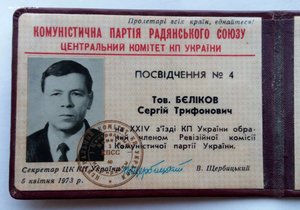 Пролетарі всіх країн, єднайтеся!
КОМУНІСТИЧНА ПАРТІЯ РАДЯНСЬКОГО СОЮЗУ
ЦЕНТРАЛЬНИЙ КОМІТЕТ КП УКРАЇНИ
ПОСВІДЧЕННЯ № 4
Тов. БЄЛІКОВ
Сергій Трифонович
на XXIV з'їзді КП України обра-
ний членом Ревізійної комісії
Комуністичної партії України.
Секретар ЦК КП України
В. Щербицький
5 квітня 1973 р.